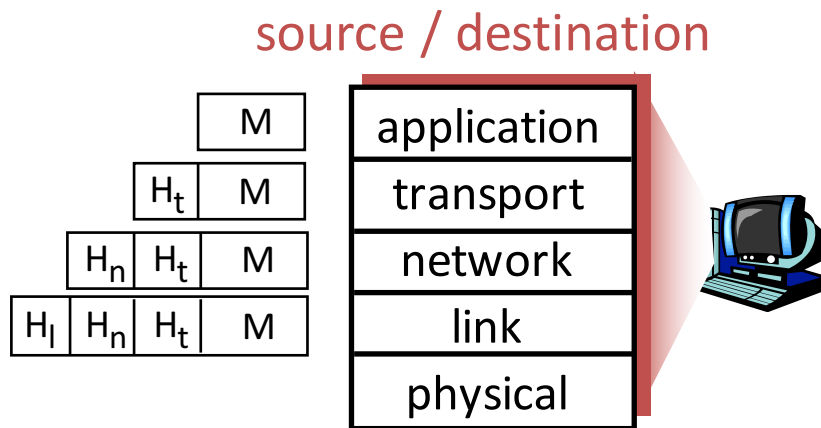 source / destination
M application
Ht M transport
Hn Ht M network
Hl Hn Ht M link
physical